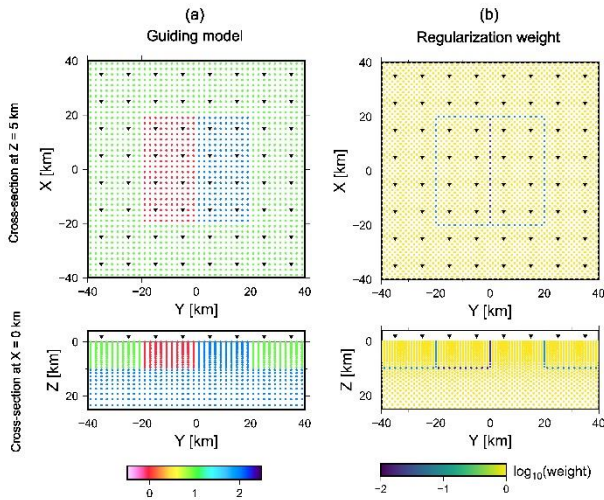 (a)
Guiding model
(b)
Regularization weight
Cross-section at Z = 5 km
40
20
0
−20
−40
X [km]
−40 −20 0 20 40
Y [km]
40
20
0
−20
−40
X [km]
−40 −20 0 20 40
Y [km]
Cross-section at X = 0 km
0
10
20
Z [km]
−40 −20 0 20 40
Y [km]
0
10
20
Z [km]
−40 −20 0 20 40
Y [km]
0 1 2
log10(weight)
−2 −1 0